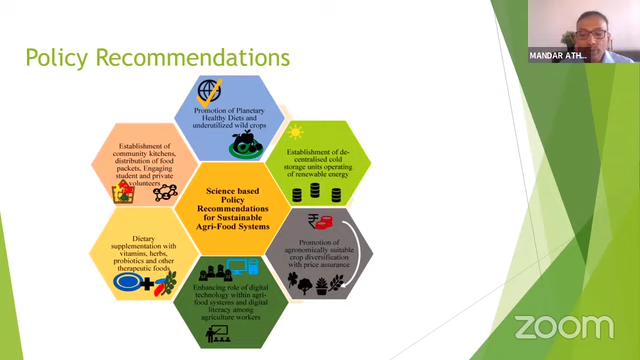 Policy Recommendations
MANDAR ATH...
Promotion of Planetary
Healthy Diets and
underutilized wild crops
Establishment of
community kitchens,
distribution of food
packets, Engaging
student and private
volunteers
Establishment of de-
centralised cold
storage units operating
of renewable energy
Science based
Policy
Recommendations
for Sustainable
Agri-Food Systems
Dietary
supplementation with
vitamins, herbs,
probiotics and other
therapeutic foods
Promotion of
agronomically suitable
crop diversification
with price assurance
Enhancing role of digital
technology within agri-
food systems and digital
literacy among
agriculture workers
zoom